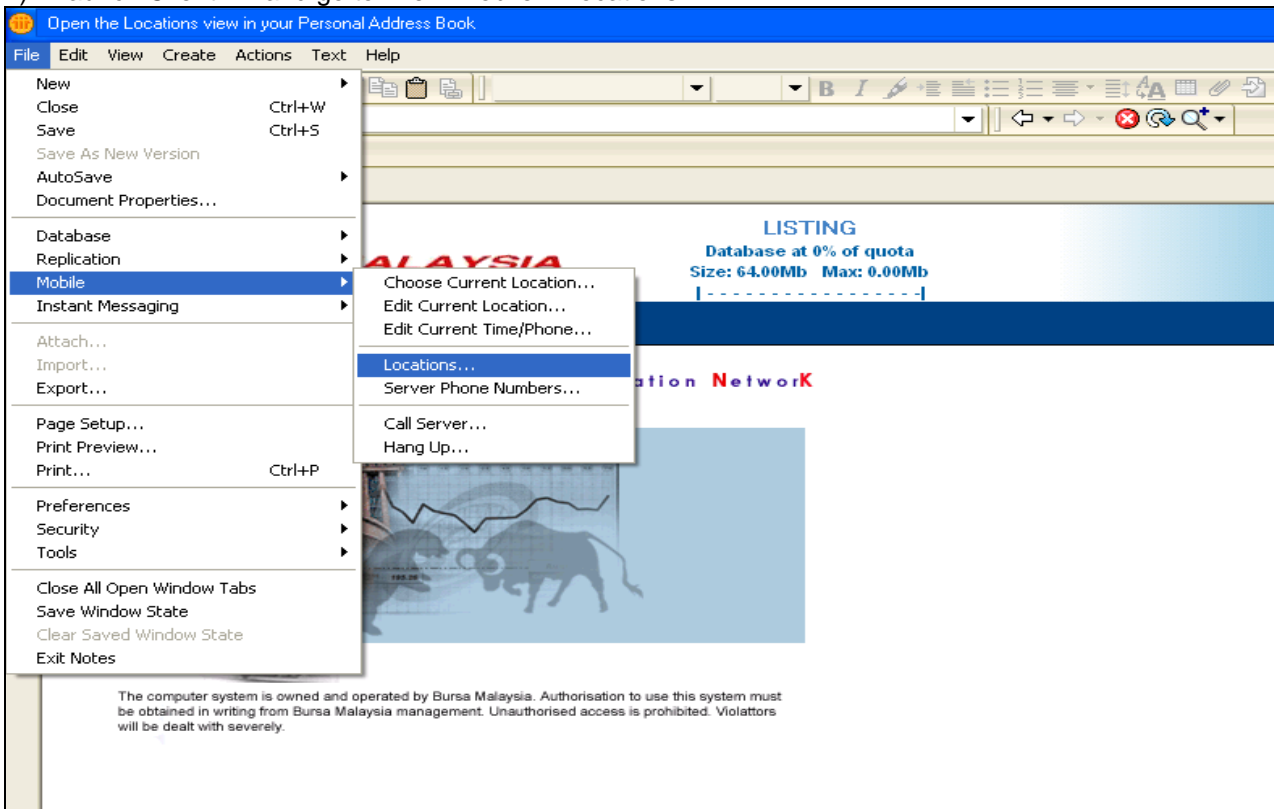 Open the Locations view in your Personal Address Book
File Edit View Create Actions Text Help
New
Close Ctrl+W
Save Ctrl+S
Save As New Version
AutoSave
Document Properties...
Database
Replication
Mobile
Instant Messaging
Attach...
Import...
Export...
Page Setup...
Print Preview...
Print... Ctrl+P
Preferences
Security
Tools
Close All Open Window Tabs
Save Window State
Clear Saved Window State
Exit Notes
Choose Current Location...
Edit Current Location...
Edit Current Time/Phone...
Locations...
Server Phone Numbers...
Call Server...
Hang Up...
B I
ALAYSIA
LISTING
Database at 0% of quota
Size: 64.00Mb Max: 0.00Mb
|- - - - - - - - - - - - - - - - - -|
ation NetworK
The computer system is owned and operated by Bursa Malaysia. Authorisation to use this system must
be obtained in writing from Bursa Malaysia management. Unauthorised access is prohibited. Violattors
will be dealt with severely.